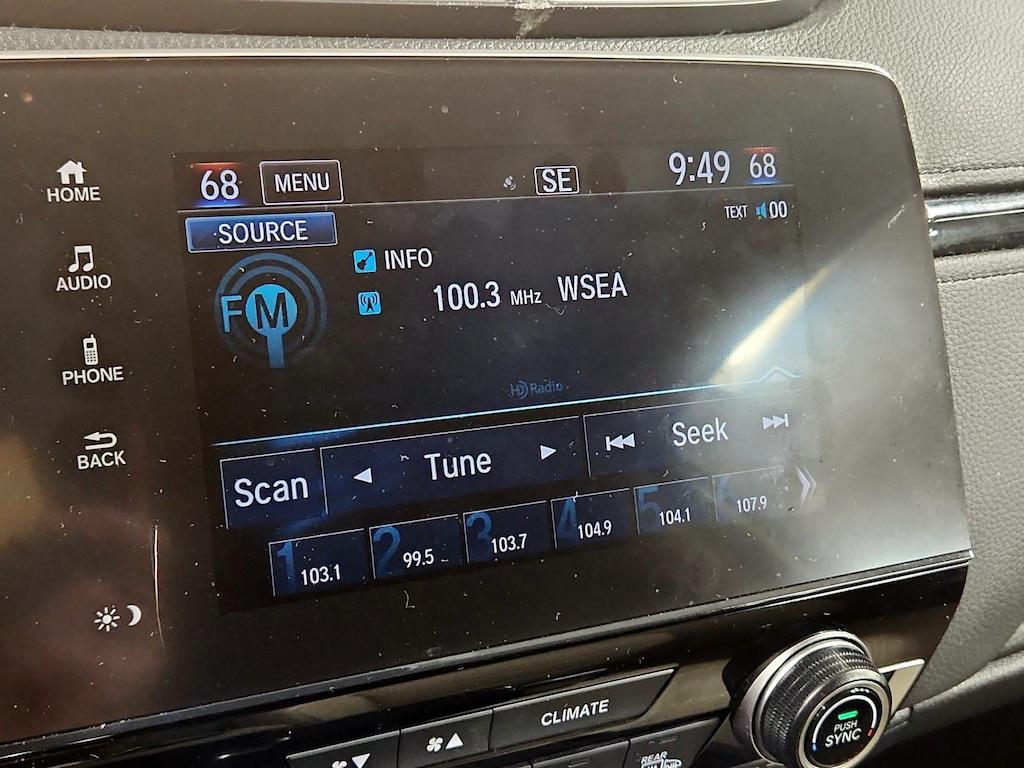 HOME
AUDIO
PHONE
BACK
68 MENU SE 9:49 68
SOURCE TEXT 00
FM
INFO
100.3 MHz WSEA
HD Radio
Scan Tune Seek
1 103.1 2 99.5 3 103.7 4 104.9 5 104.1 6 107.9
CLIMATE
PUSH
SYNC
REAR